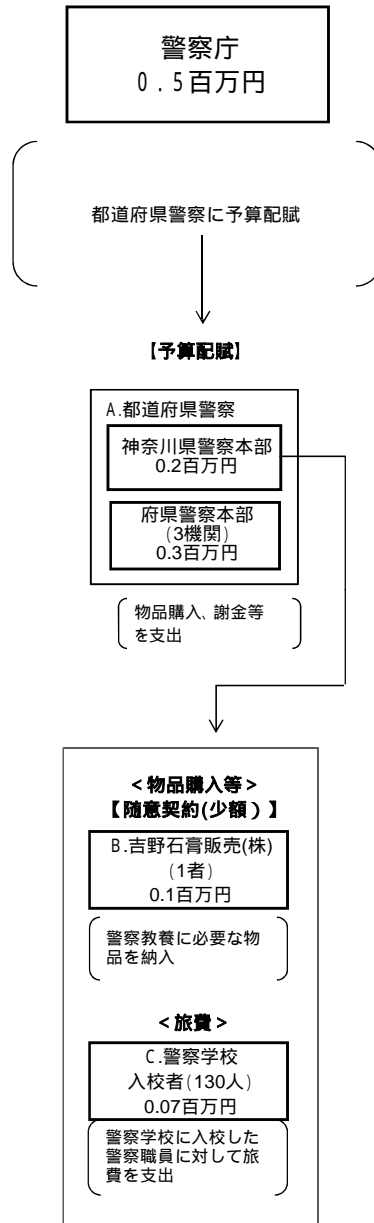 警察庁
0.5百万円
都道府県警察に予算配賦
【予算配賦】
A.都道府県警察
神奈川県警察本部
0.2百万円
府県警察本部
(3機関)
0.3百万円
物品購入、謝金等
を支出
<物品購入等>
【随意契約(少額)】
B.吉野石膏販売(株)
(1者)
0.1百万円
警察教養に必要な物
品を納入
<旅費>
C.警察学校
入校者(130人)
0.07百万円
警察学校に入校した
警察職員に対して旅
費を支出